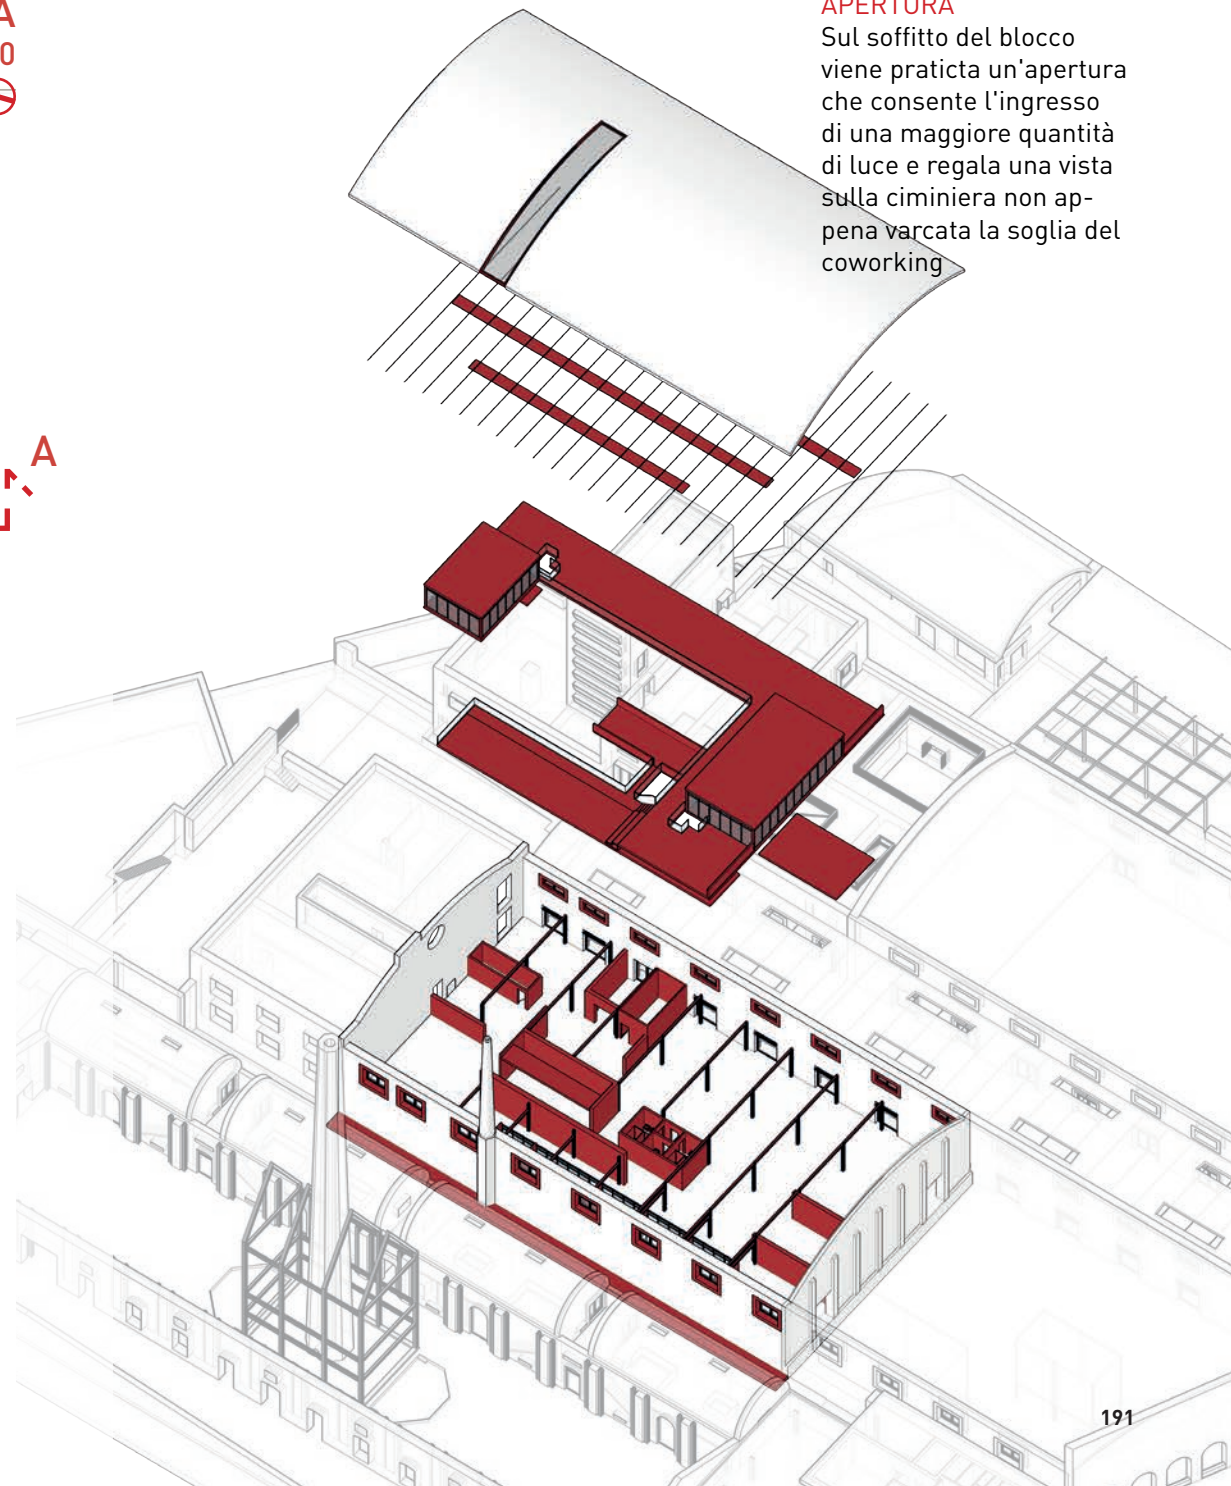 A
0
APERTURA
Sul soffitto del blocco
viene praticta un'apertura
che consente l'ingresso
di una maggiore quantità
di luce e regala una vista
sulla ciminiera non ap-
pena varcata la soglia del
coworking
A
191